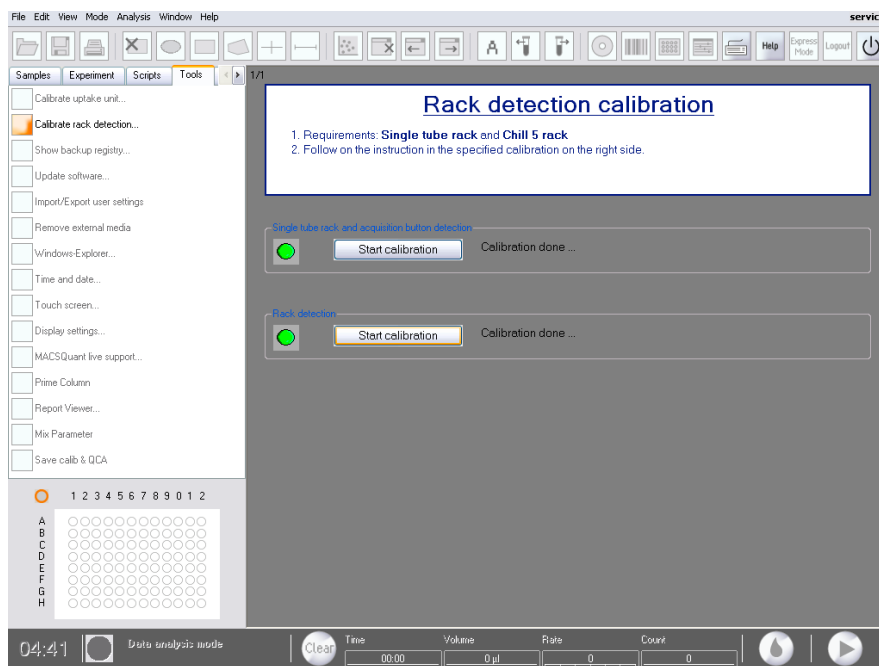 File Edit View Mode Analysis Window Help servic
Help Express Mode Logout
Samples Experiment Scripts Tools 1/1
Calibrate uptake unit...
Calibrate rack detection...
Show backup registry...
Update software...
Import/Export user settings
Remove external media
Windows-Explorer...
Time and date...
Touch screen...
Display settings...
MACSQuant live support...
Prime Column
Report Viewer...
Mix Parameter
Save calib & QCA
Rack detection calibration
1. Requirements: Single tube rack and Chill 5 rack
2. Follow on the instruction in the specified calibration on the right side.
Single tube rack and acquisition button detection
Start calibration Calibration done ...
Rack detection
Start calibration Calibration done ...
1 2 3 4 5 6 7 8 9 0 1 2
A
B
C
D
E
F
G
H
04:41 Data analysis mode Clear
Time Volume Rate Count
00:00 0 µl 0 0